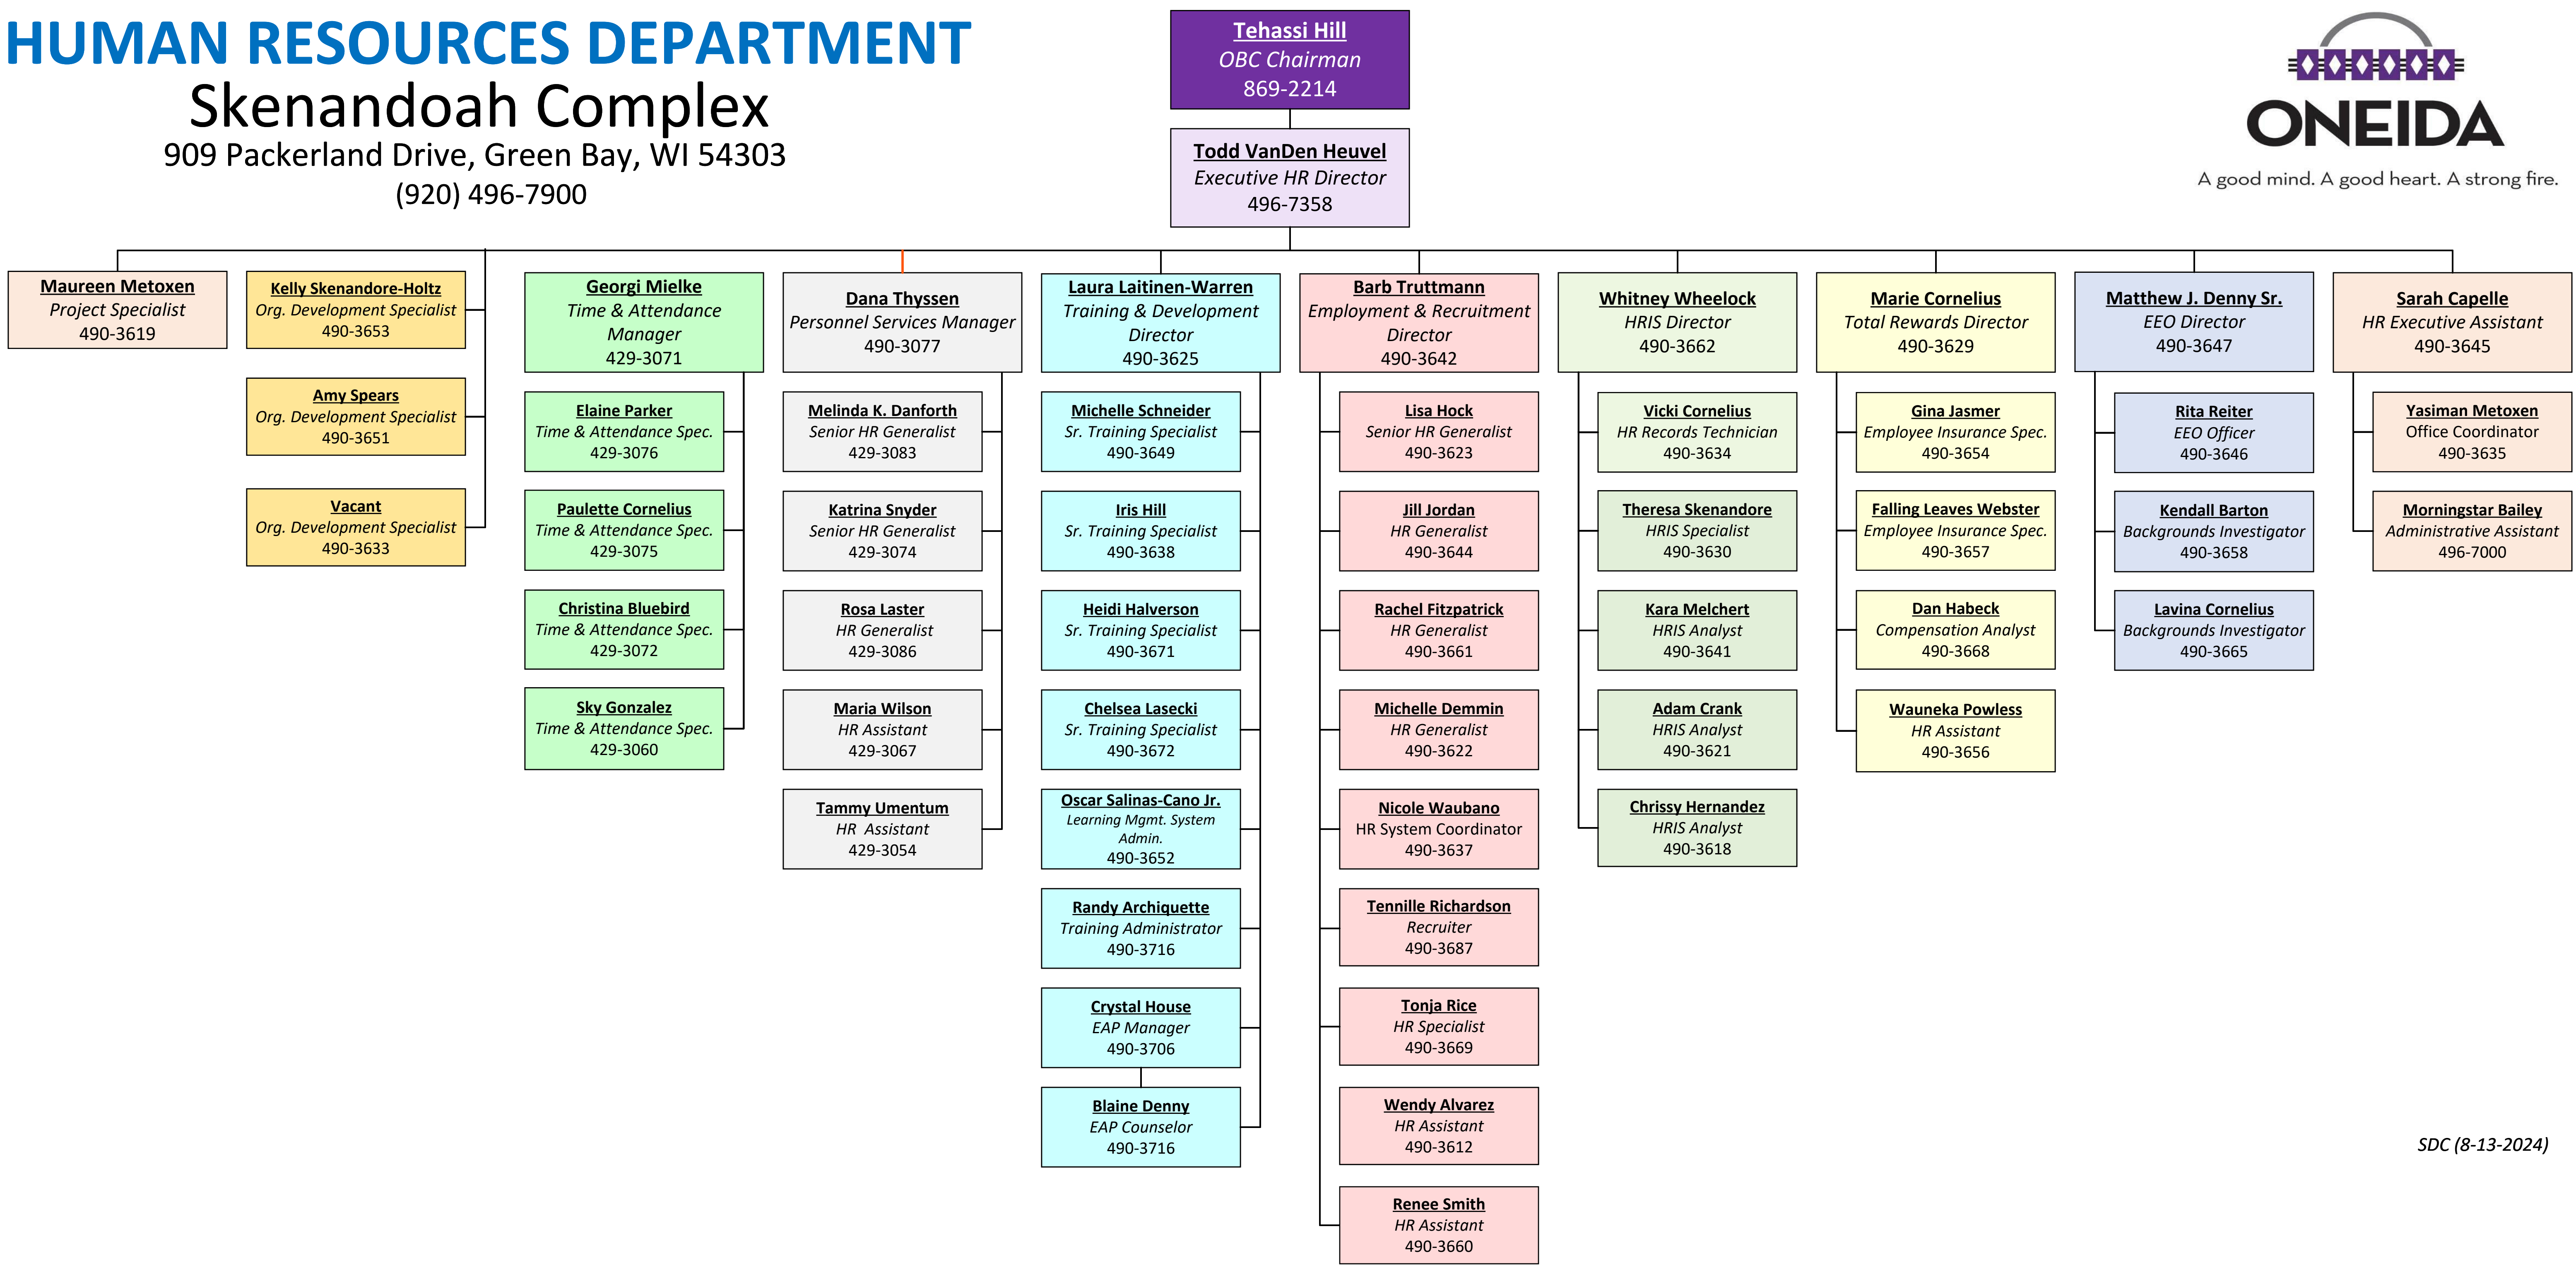 HUMAN RESOURCES DEPARTMENT
Skenandoah Complex
909 Packerland Drive, Green Bay, WI 54303
(920) 496-7900
Tehassi Hill
OBC Chairman
869-2214
Todd VanDen Heuvel
Executive HR Director
496-7358
ONEIDA
A good mind. A good heart. A strong fire.
Maureen Metoxen
Project Specialist
490-3619
Kelly Skenandore-Holtz
Org. Development Specialist
490-3653
Amy Spears
Org. Development Specialist
490-3651
Vacant
Org. Development Specialist
490-3633
Georgi Mielke
Time & Attendance
Manager
429-3071
Elaine Parker
Time & Attendance Spec.
429-3076
Paulette Cornelius
Time & Attendance Spec.
429-3075
Christina Bluebird
Time & Attendance Spec.
429-3072
Sky Gonzalez
Time & Attendance Spec.
429-3060
Dana Thyssen
Personnel Services Manager
490-3077
Melinda K. Danforth
Senior HR Generalist
429-3083
Katrina Snyder
Senior HR Generalist
429-3074
Rosa Laster
HR Generalist
429-3086
Maria Wilson
HR Assistant
429-3067
Tammy Umentum
HR  Assistant
429-3054
Laura Laitinen-Warren
Training & Development
Director
490-3625
Michelle Schneider
Sr. Training Specialist
490-3649
Iris Hill
Sr. Training Specialist
490-3638
Heidi Halverson
Sr. Training Specialist
490-3671
Chelsea Lasecki
Sr. Training Specialist
490-3672
Oscar Salinas-Cano Jr.
Learning Mgmt. System
Admin.
490-3652
Randy Archiquette
Training Administrator
490-3716
Crystal House
EAP Manager
490-3706
Blaine Denny
EAP Counselor
490-3716
Barb Truttmann
Employment & Recruitment
Director
490-3642
Lisa Hock
Senior HR Generalist
490-3623
Jill Jordan
HR Generalist
490-3644
Rachel Fitzpatrick
HR Generalist
490-3661
Michelle Demmin
HR Generalist
490-3622
Nicole Waubano
HR System Coordinator
490-3637
Tennille Richardson
Recruiter
490-3687
Tonja Rice
HR Specialist
490-3669
Wendy Alvarez
HR Assistant
490-3612
Renee Smith
HR Assistant
490-3660
Whitney Wheelock
HRIS Director
490-3662
Vicki Cornelius
HR Records Technician
490-3634
Theresa Skenandore
HRIS Specialist
490-3630
Kara Melchert
HRIS Analyst
490-3641
Adam Crank
HRIS Analyst
490-3621
Chrissy Hernandez
HRIS Analyst
490-3618
Marie Cornelius
Total Rewards Director
490-3629
Gina Jasmer
Employee Insurance Spec.
490-3654
Falling Leaves Webster
Employee Insurance Spec.
490-3657
Dan Habeck
Compensation Analyst
490-3668
Wauneka Powless
HR Assistant
490-3656
Matthew J. Denny Sr.
EEO Director
490-3647
Rita Reiter
EEO Officer
490-3646
Kendall Barton
Backgrounds Investigator
490-3658
Lavina Cornelius
Backgrounds Investigator
490-3665
Sarah Capelle
HR Executive Assistant
490-3645
Yasiman Metoxen
Office Coordinator
490-3635
Morningstar Bailey
Administrative Assistant
496-7000
SDC (8-13-2024)